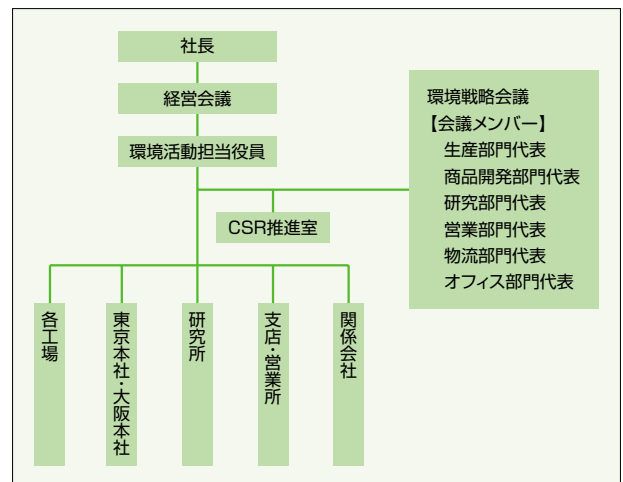 社長
経営会議
環境活動担当役員
環境戦略会議
【会議メンバー】
生産部門代表
商品開発部門代表
研究部門代表
営業部門代表
物流部門代表
オフィス部門代表
CSR推進室
各工場
東京本社・大阪本社
研究所
支店・営業所
関係会社